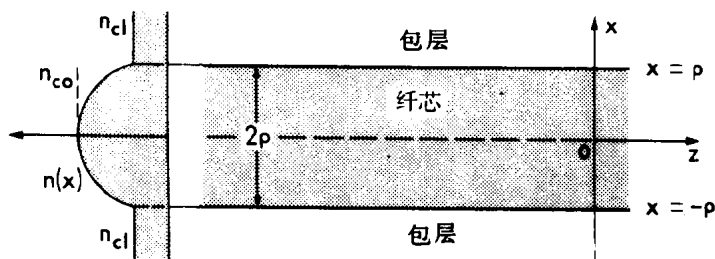 n_cl
包层
x
n_co
x = ρ
纤芯
2ρ
o
z
n(x)
x = -ρ
n_cl
包层